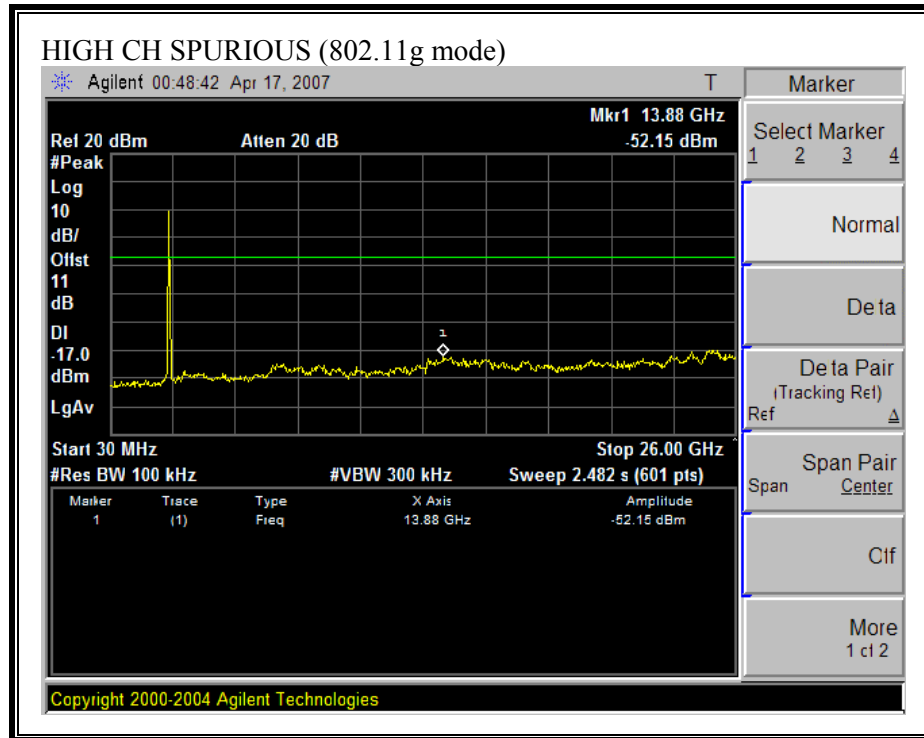 HIGH CH SPURIOUS (802.11g mode)
Agilent 00:48:42 Apr 17, 2007 T
Mkr1 13.88 GHz
Ref 20 dBm Atten 20 dB -52.15 dBm
#Peak
Log
10
dB/
Offst
11
dB
DI
-17.0
dBm
LgAv
1
Start 30 MHz Stop 26.00 GHz
#Res BW 100 kHz #VBW 300 kHz Sweep 2.482 s (601 pts)
Marker Trace Type X Axis Amplitude
1 (1) Freq 13.88 GHz -52.15 dBm
Copyright 2000-2004 Agilent Technologies
Marker
Select Marker
1 2 3 4
Normal
Delta
Delta Pair
(Tracking Ref)
Ref Δ
Span Pair
Span Center
Off
More
1 of 2